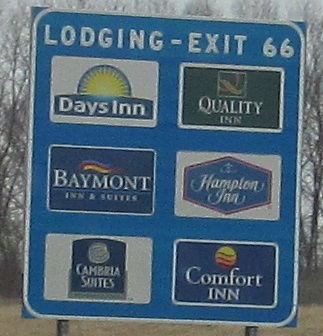 LODGING-EXIT 66
Days Inn
QUALITY
INN
BAYMONT
INN & SUITES
Hampton
Inn
CAMBRIA
SUITES
Comfort
INN